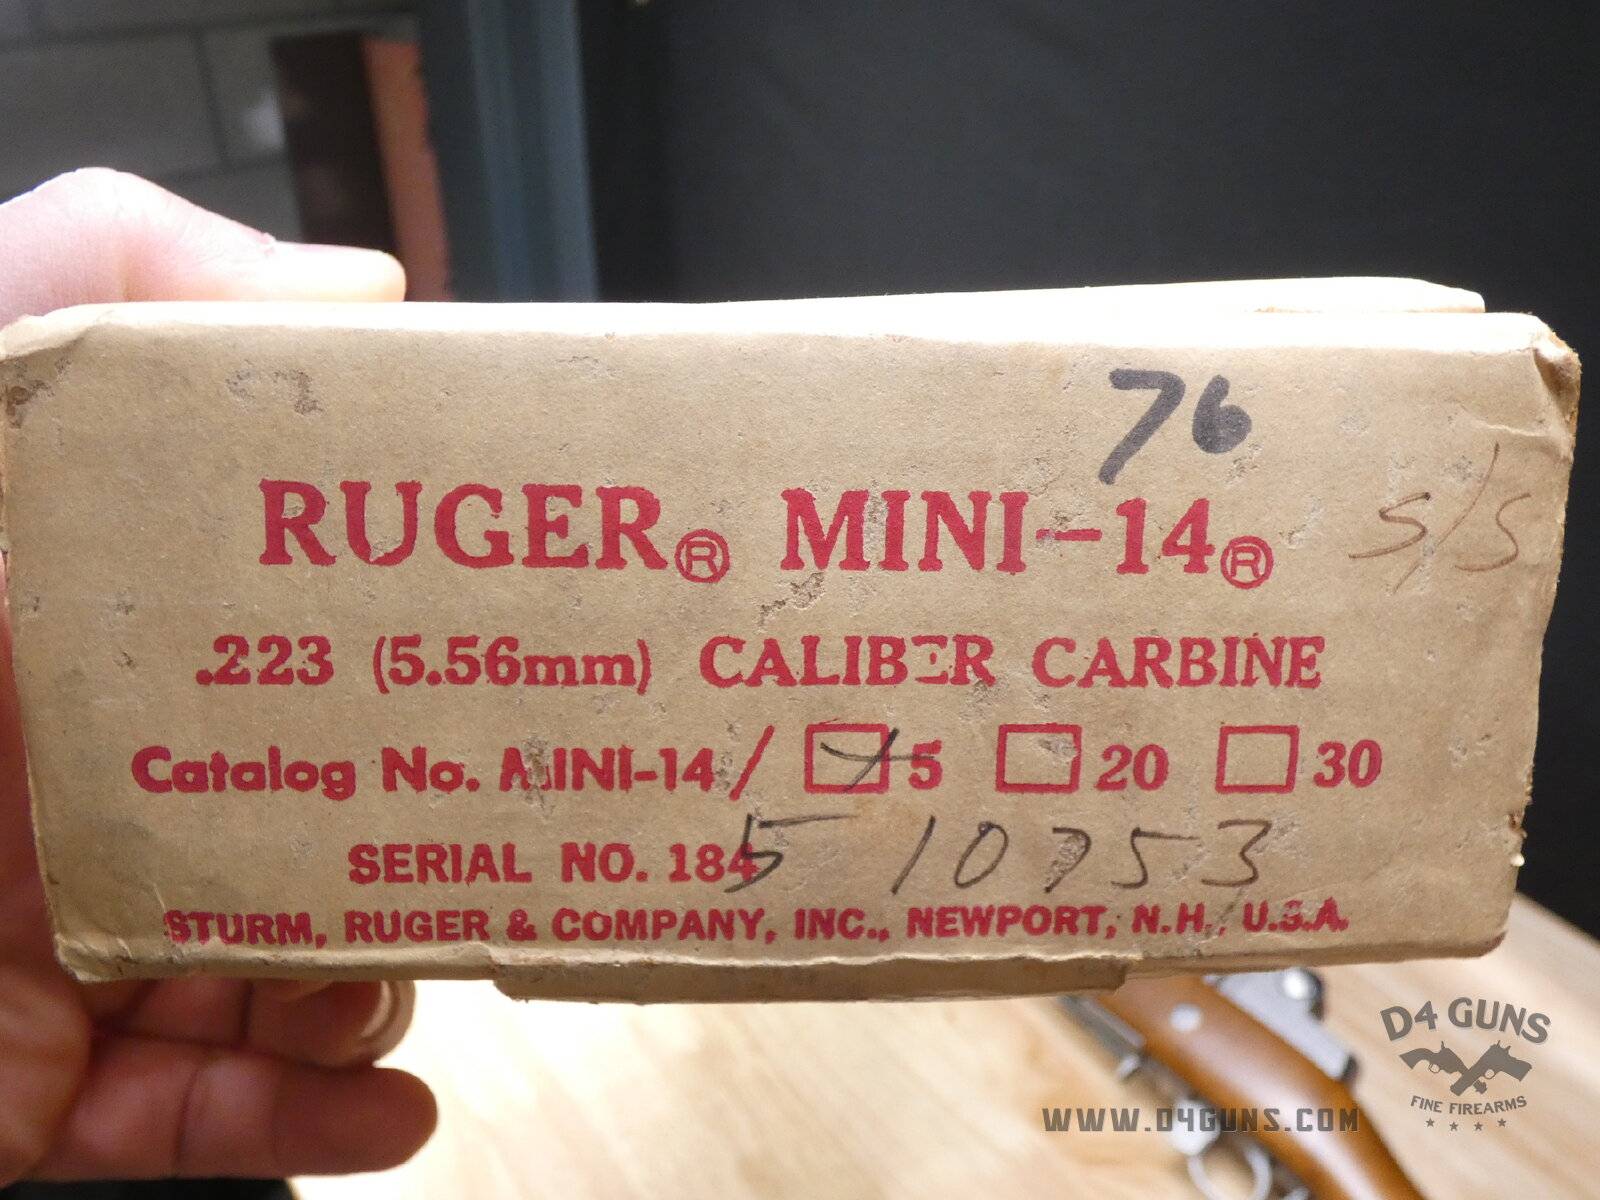 76
RUGER® MINI-14®
s/s
.223 (5.56mm) CALIBER CARBINE
Catalog No. MINI-14/ 5 20 30
SERIAL NO. 184 5 10753
STURM, RUGER & COMPANY, INC., NEWPORT, N.H., U.S.A.
D4 GUNS
FINE FIREARMS
WWW.D4GUNS.COM